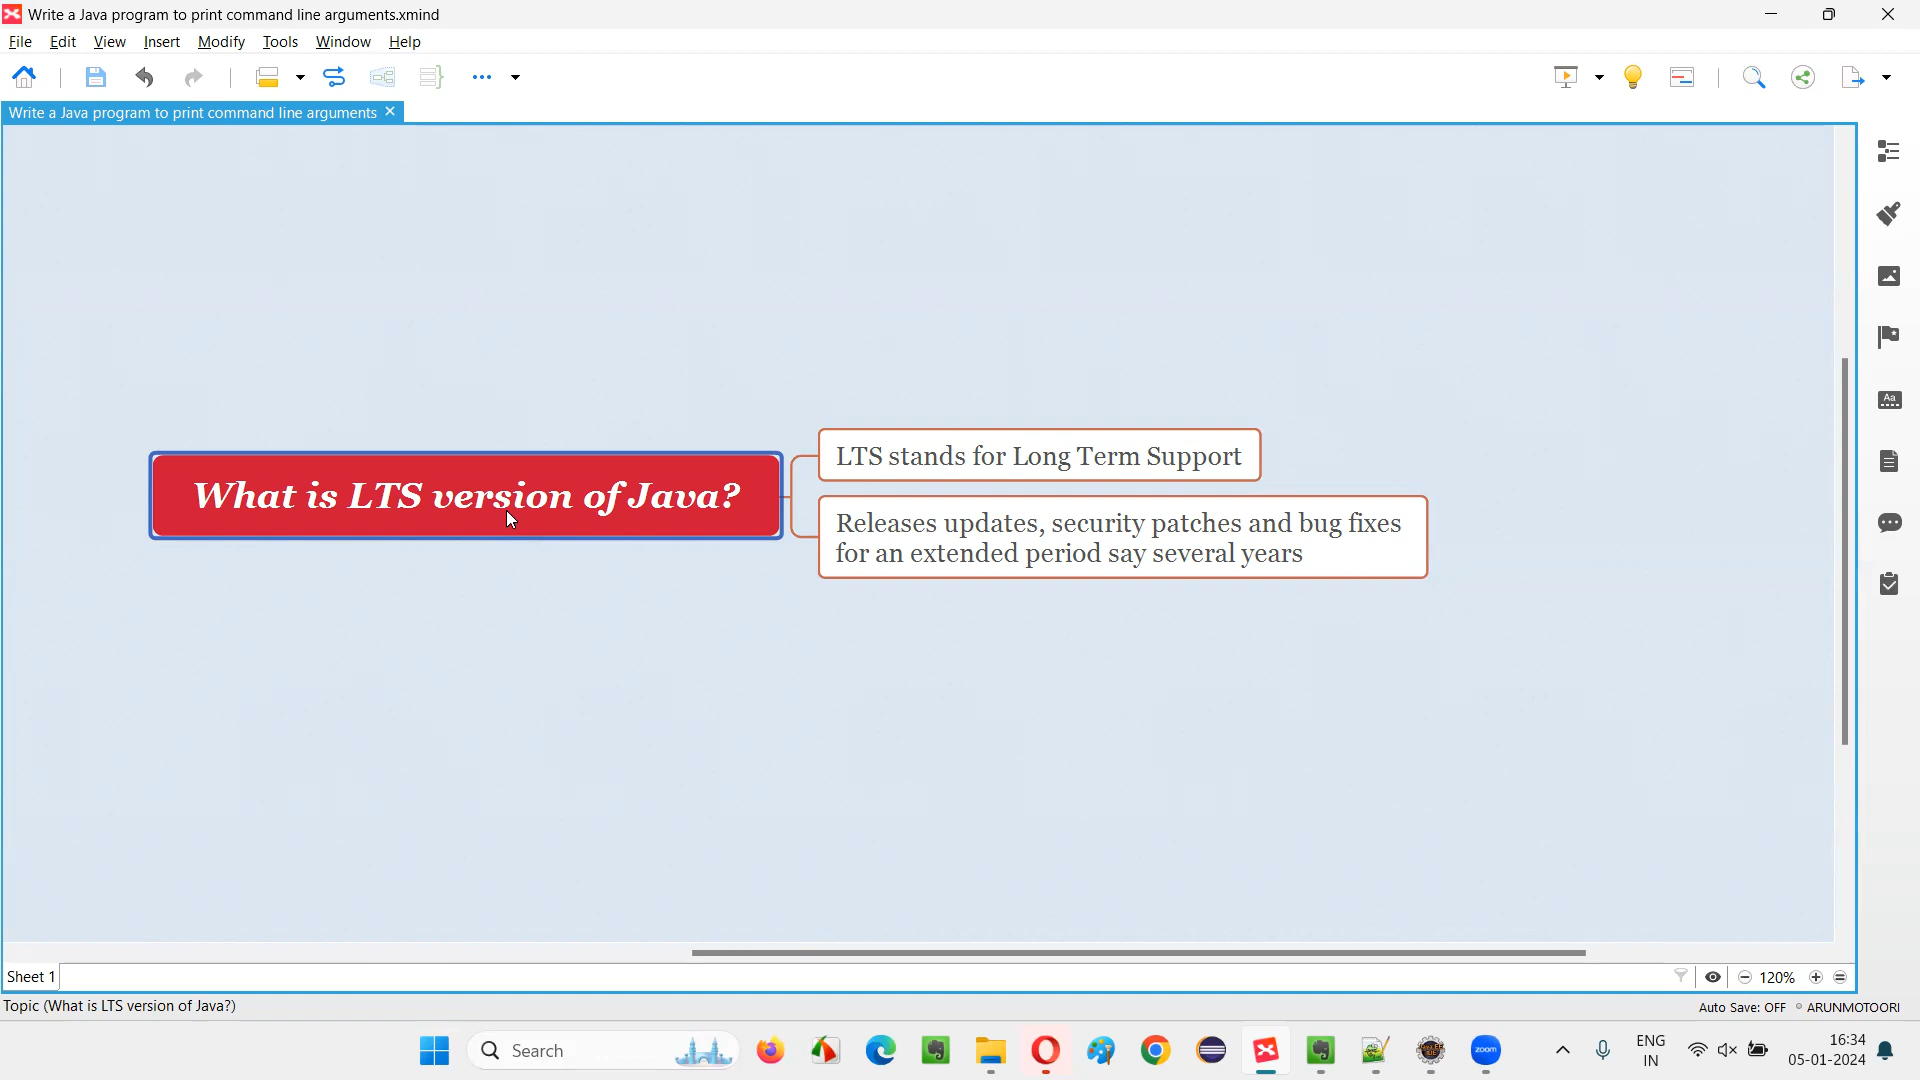 Write a Java program to print command line arguments.xmind
File Edit View Insert Modify Tools Window Help
Write a Java program to print command line arguments
What is LTS version of Java?
LTS stands for Long Term Support
Releases updates, security patches and bug fixes
for an extended period say several years
Aa
Sheet 1
120%
Topic (What is LTS version of Java?)
Auto Save: OFF ARUNMOTOORI
Search
zoom
ENG
IN
16:34
05-01-2024